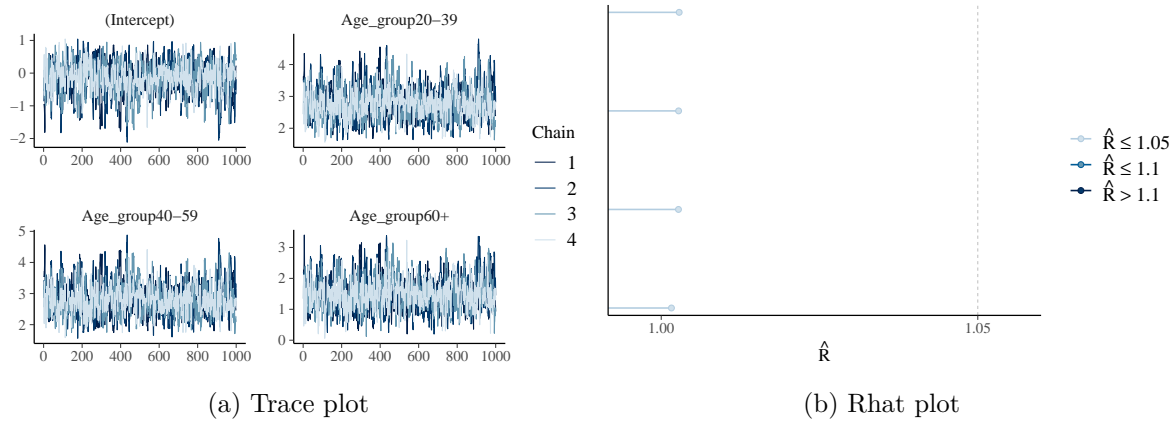 (Intercept)
1
0
−1
−2
0 200 400 600 800 1000
Age_group20−39
4
3
2
0 200 400 600 800 1000
Age_group40−59
5
4
3
2
0 200 400 600 800 1000
Age_group60+
3
2
1
0
0 200 400 600 800 1000
Chain
1
2
3
4
(a) Trace plot
1.00 1.05
R̂
R̂ ≤ 1.05
R̂ ≤ 1.1
R̂ > 1.1
(b) Rhat plot